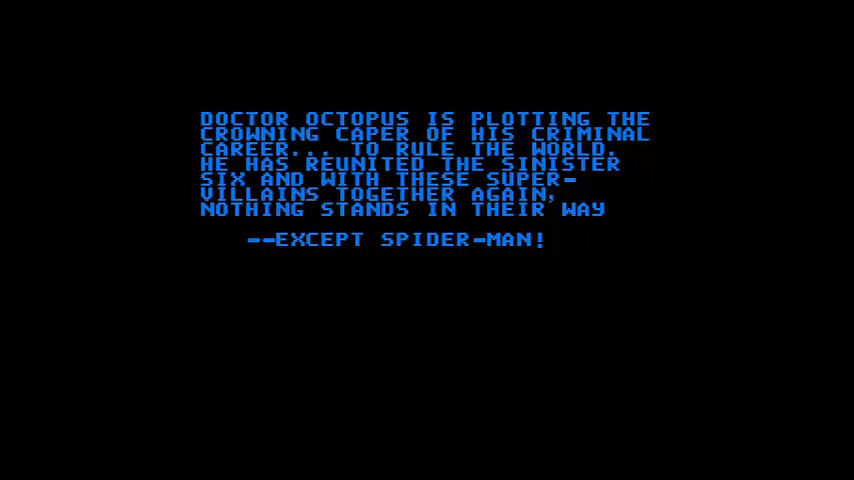 DOCTOR OCTOPUS IS PLOTTING THE
CROWNING CAPER OF HIS CRIMINAL
CAREER... TO RULE THE WORLD.
HE HAS REUNITED THE SINISTER
SIX AND WITH THESE SUPER-
VILLAINS TOGETHER AGAIN,
NOTHING STANDS IN THEIR WAY
--EXCEPT SPIDER-MAN!